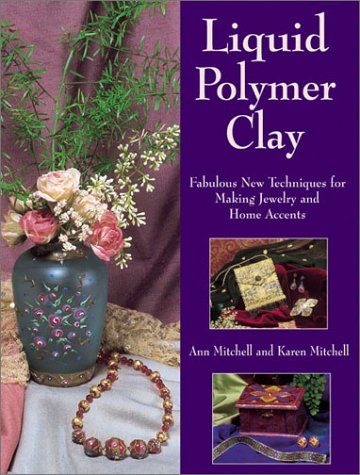 Liquid
Polymer
Clay
Fabulous New Techniques for
Making Jewelry and
Home Accents
Ann Mitchell and Karen Mitchell